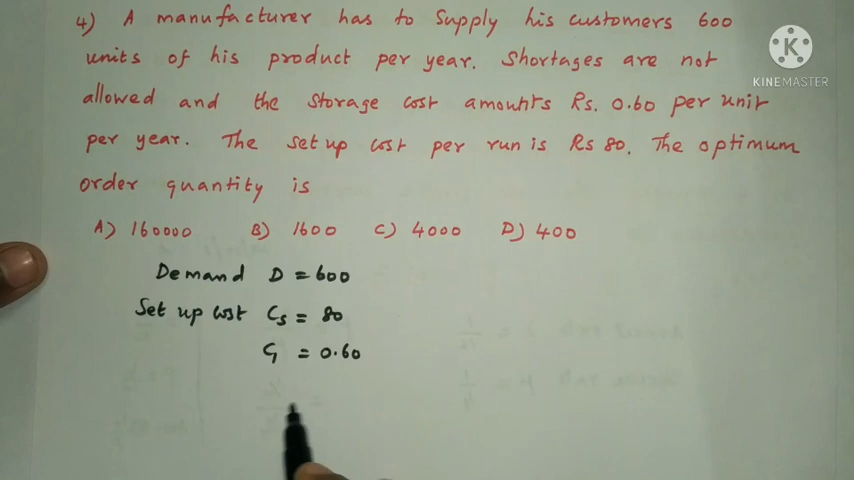 4) A manufacturer has to supply his customers 600
units of his product per year. Shortages are not
allowed and the storage cost amounts Rs. 0.60 per unit
per year. The set up cost per run is Rs 80. The optimum
order quantity is
A) 160000 B) 1600 C) 4000 D) 400
Demand D = 600
Set up cost Cs = 80
C1 = 0.60
K
KINEMASTER